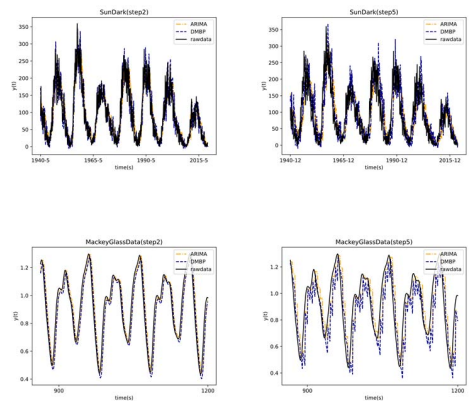 SunDark(step2)
ARIMA
DMBP
rawdata
350
300
250
200
150
100
50
0
y(t)
1940-5
1965-5
1990-5
2015-5
time(s)
SunDark(step5)
ARIMA
DMBP
rawdata
350
300
250
200
150
100
50
0
y(t)
1940-12
1965-12
1990-12
2015-12
time(s)
MackeyGlassData(step2)
ARIMA
DMBP
rawdata
1.2
1.0
0.8
0.6
0.4
y(t)
900
1200
time(s)
MackeyGlassData(step5)
ARIMA
DMBP
rawdata
1.2
1.0
0.8
0.6
0.4
y(t)
900
1200
time(s)